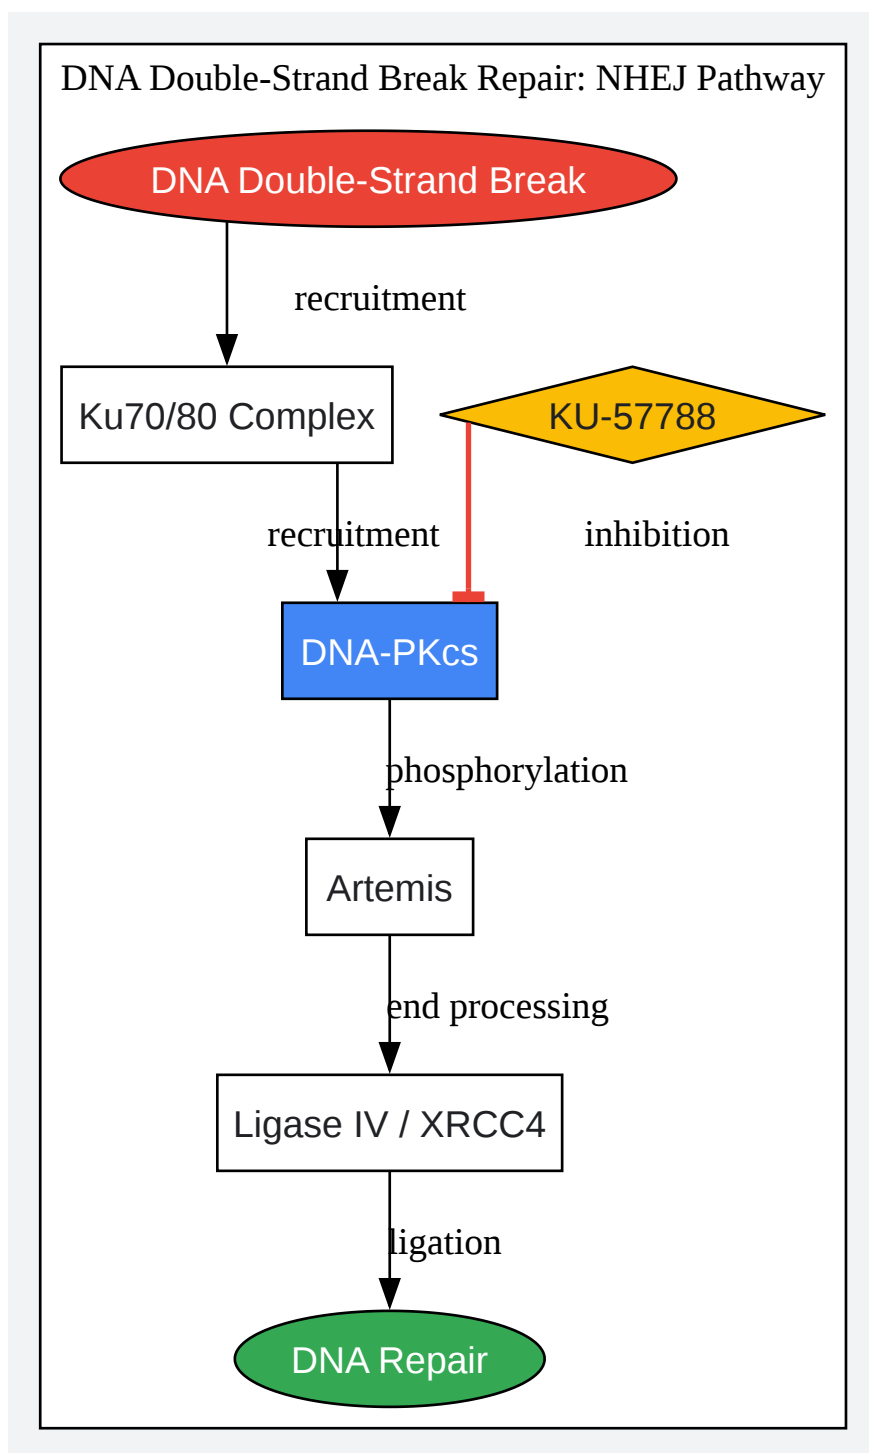 DNA Double-Strand Break Repair: NHEJ Pathway
DNA Double-Strand Break
recruitment
Ku70/80 Complex
KU-57788
recruitment
inhibition
DNA-PKcs
phosphorylation
Artemis
end processing
Ligase IV / XRCC4
ligation
DNA Repair